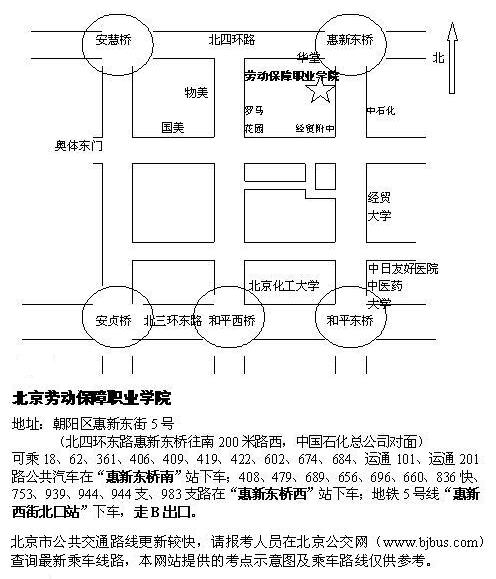 安慧桥
北四环路
惠新东桥
华堂
北
劳动保障职业学院
物美
罗马
花园
中石化
国美
经贸附中
奥体东门
经贸
大学
中日友好医院
中医药
大学
北京化工大学
安贞桥
北三环东路
和平西桥
和平东桥
北京劳动保障职业学院
地址：朝阳区惠新东街5号
（北四环东路惠新东桥往南200米路西，中国石化总公司对面）
可乘18、62、361、406、409、419、422、602、674、684、运通101、运通201
路公共汽车在“惠新东桥南”站下车；408、479、689、656、696、660、836快、
753、939、944、944支、983支路在“惠新东桥西”站下车；地铁5号线“惠新
西街北口站”下车，走B出口。
北京市公共交通路线更新较快，请报考人员在北京公交网（www.bjbus.com）
查询最新乘车线路，本网站提供的考点示意图及乘车路线仅供参考。